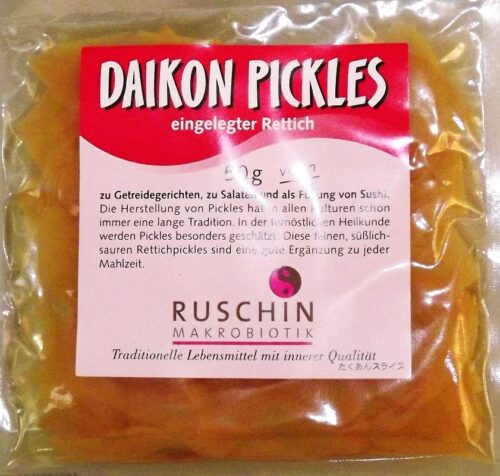 DAIKON PICKLES
eingelegter Rettich
50g vegan
zu Getreidegerichten, zu Salaten und als Füllung von Sushi.
Die Herstellung von Pickles hat in allen Kulturen schon
immer eine lange Tradition. In der fernöstlichen Heilkunde
werden Pickles besonders geschätzt. Diese feinen, süßlich-
sauren Rettichpickles sind eine gute Ergänzung zu jeder
Mahlzeit.
RUSCHIN
MAKROBIOTIK
Traditionelle Lebensmittel mit innerer Qualität
たくあんスライス